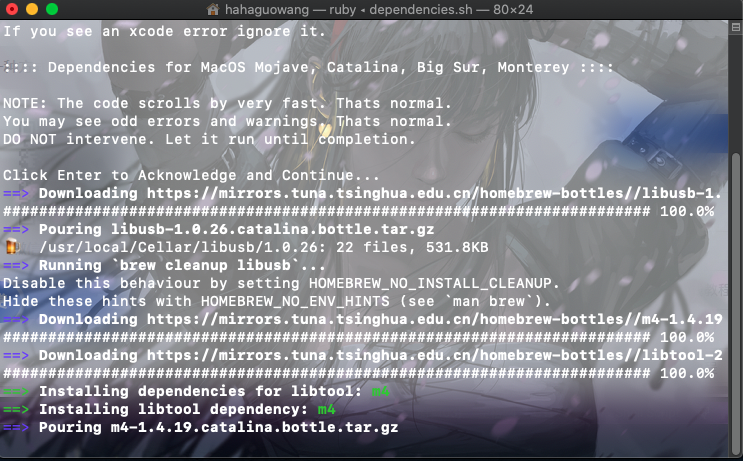 hahaguowang — ruby ◂ dependencies.sh — 80×24
If you see an xcode error ignore it.
:::: Dependencies for MacOS Mojave, Catalina, Big Sur, Monterey ::::
NOTE: The code scrolls by very fast. Thats normal.
You may see odd errors and warnings. Thats normal.
DO NOT intervene. Let it run until completion.
Click Enter to Acknowledge and Continue...
==> Downloading https://mirrors.tuna.tsinghua.edu.cn/homebrew-bottles//libusb-1.
######################################################################## 100.0%
==> Pouring libusb-1.0.26.catalina.bottle.tar.gz
🍺  /usr/local/Cellar/libusb/1.0.26: 22 files, 531.8KB
==> Running `brew cleanup libusb`...
Disable this behaviour by setting HOMEBREW_NO_INSTALL_CLEANUP.
Hide these hints with HOMEBREW_NO_ENV_HINTS (see `man brew`).
==> Downloading https://mirrors.tuna.tsinghua.edu.cn/homebrew-bottles//m4-1.4.19
######################################################################## 100.0%
==> Downloading https://mirrors.tuna.tsinghua.edu.cn/homebrew-bottles//libtool-2
######################################################################## 100.0%
==> Installing dependencies for libtool: m4
==> Installing libtool dependency: m4
==> Pouring m4-1.4.19.catalina.bottle.tar.gz